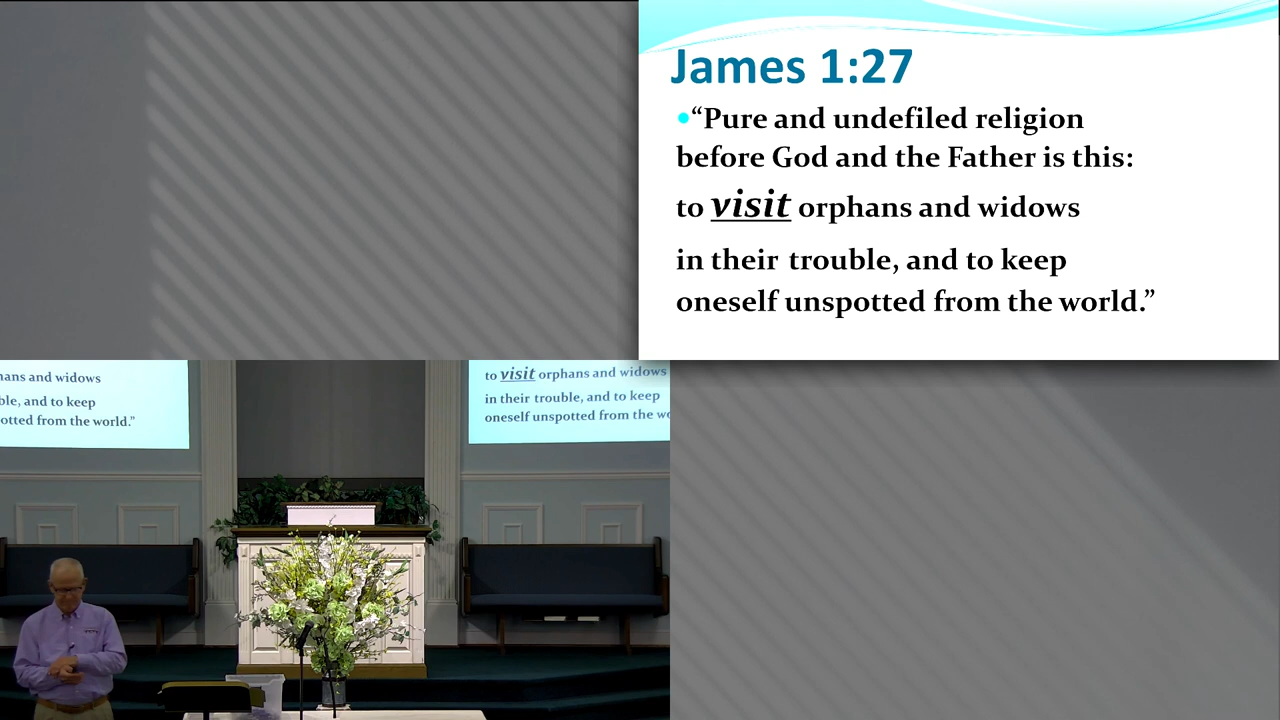 James 1:27
•“Pure and undefiled religion
before God and the Father is this:
to visit orphans and widows
in their trouble, and to keep
oneself unspotted from the world.”
ans and widows
ble, and to keep
otted from the world.”
to visit orphans and widows
in their trouble, and to keep
oneself unspotted from the wo